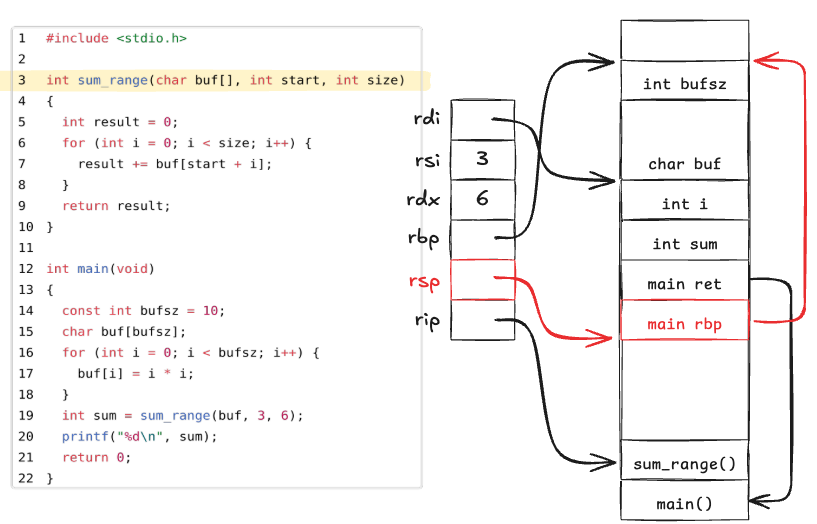 1 #include <stdio.h>
2
3 int sum_range(char buf[], int start, int size)
4 {
5   int result = 0;
6   for (int i = 0; i < size; i++) {
7     result += buf[start + i];
8   }
9   return result;
10 }
11
12 int main(void)
13 {
14   const int bufsz = 10;
15   char buf[bufsz];
16   for (int i = 0; i < bufsz; i++) {
17     buf[i] = i * i;
18   }
19   int sum = sum_range(buf, 3, 6);
20   printf("%d\n", sum);
21   return 0;
22 }
rdi
rsi 3
rdx 6
rbp
rsp
rip
int bufsz
char buf
int i
int sum
main ret
main rbp
sum_range()
main()